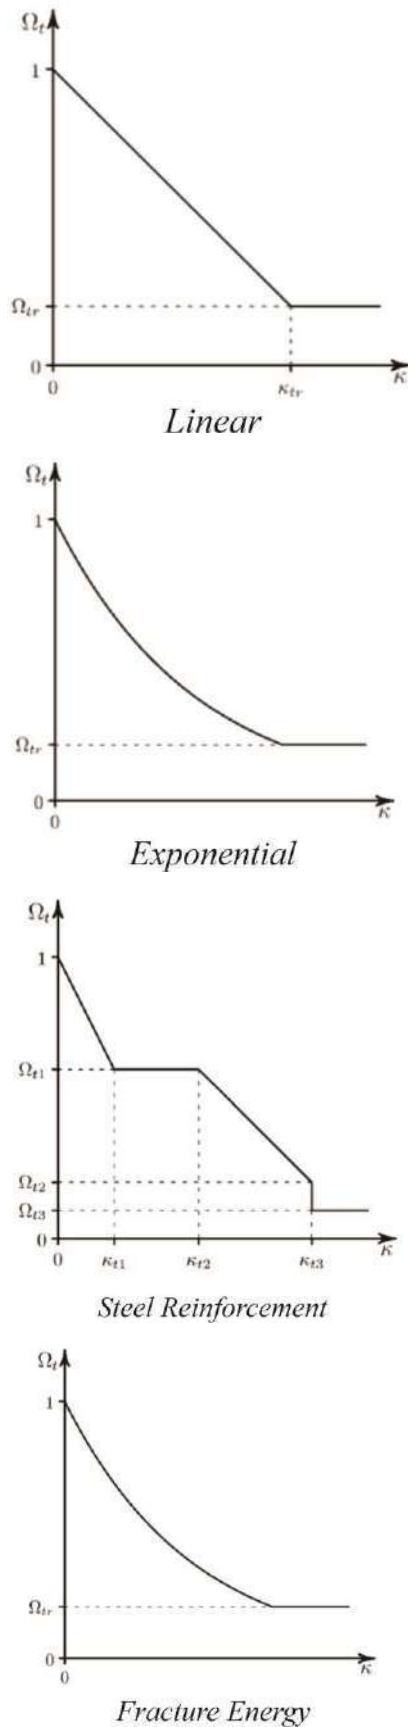 Ωt
1
Ωtr
0
0
κtr
κ
Linear
Ωt
1
Ωtr
0
0
κ
Exponential
Ωt
1
Ωt1
Ωt2
Ωt3
0
0
κt1
κt2
κt3
κ
Steel Reinforcement
Ωt
1
Ωtr
0
0
κ
Fracture Energy